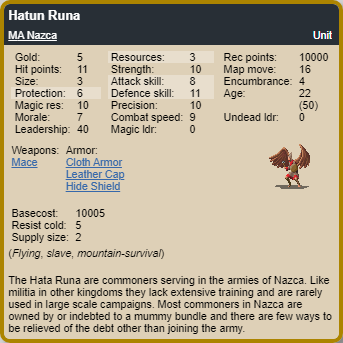 Hatun Runa
MA Nazca Unit
Gold: 5 Resources: 3 Rec points: 10000
Hit points: 11 Strength: 10 Map move: 16
Size: 3 Attack skill: 8 Encumbrance: 4
Protection: 6 Defence skill: 11 Age: 22
Magic res: 10 Precision: 10 (50)
Morale: 7 Combat speed: 9 Undead ldr: 0
Leadership: 40 Magic ldr: 0
Weapons: Armor:
Mace Cloth Armor
Leather Cap
Hide Shield
Basecost: 10005
Resist cold: 5
Supply size: 2
(Flying, slave, mountain-survival)
The Hata Runa are commoners serving in the armies of Nazca. Like
militia in other kingdoms they lack extensive training and are rarely
used in large scale campaigns. Most commoners in Nazca are
owned by or indebted to a mummy bundle and there are few ways to
be relieved of the debt other than joining the army.